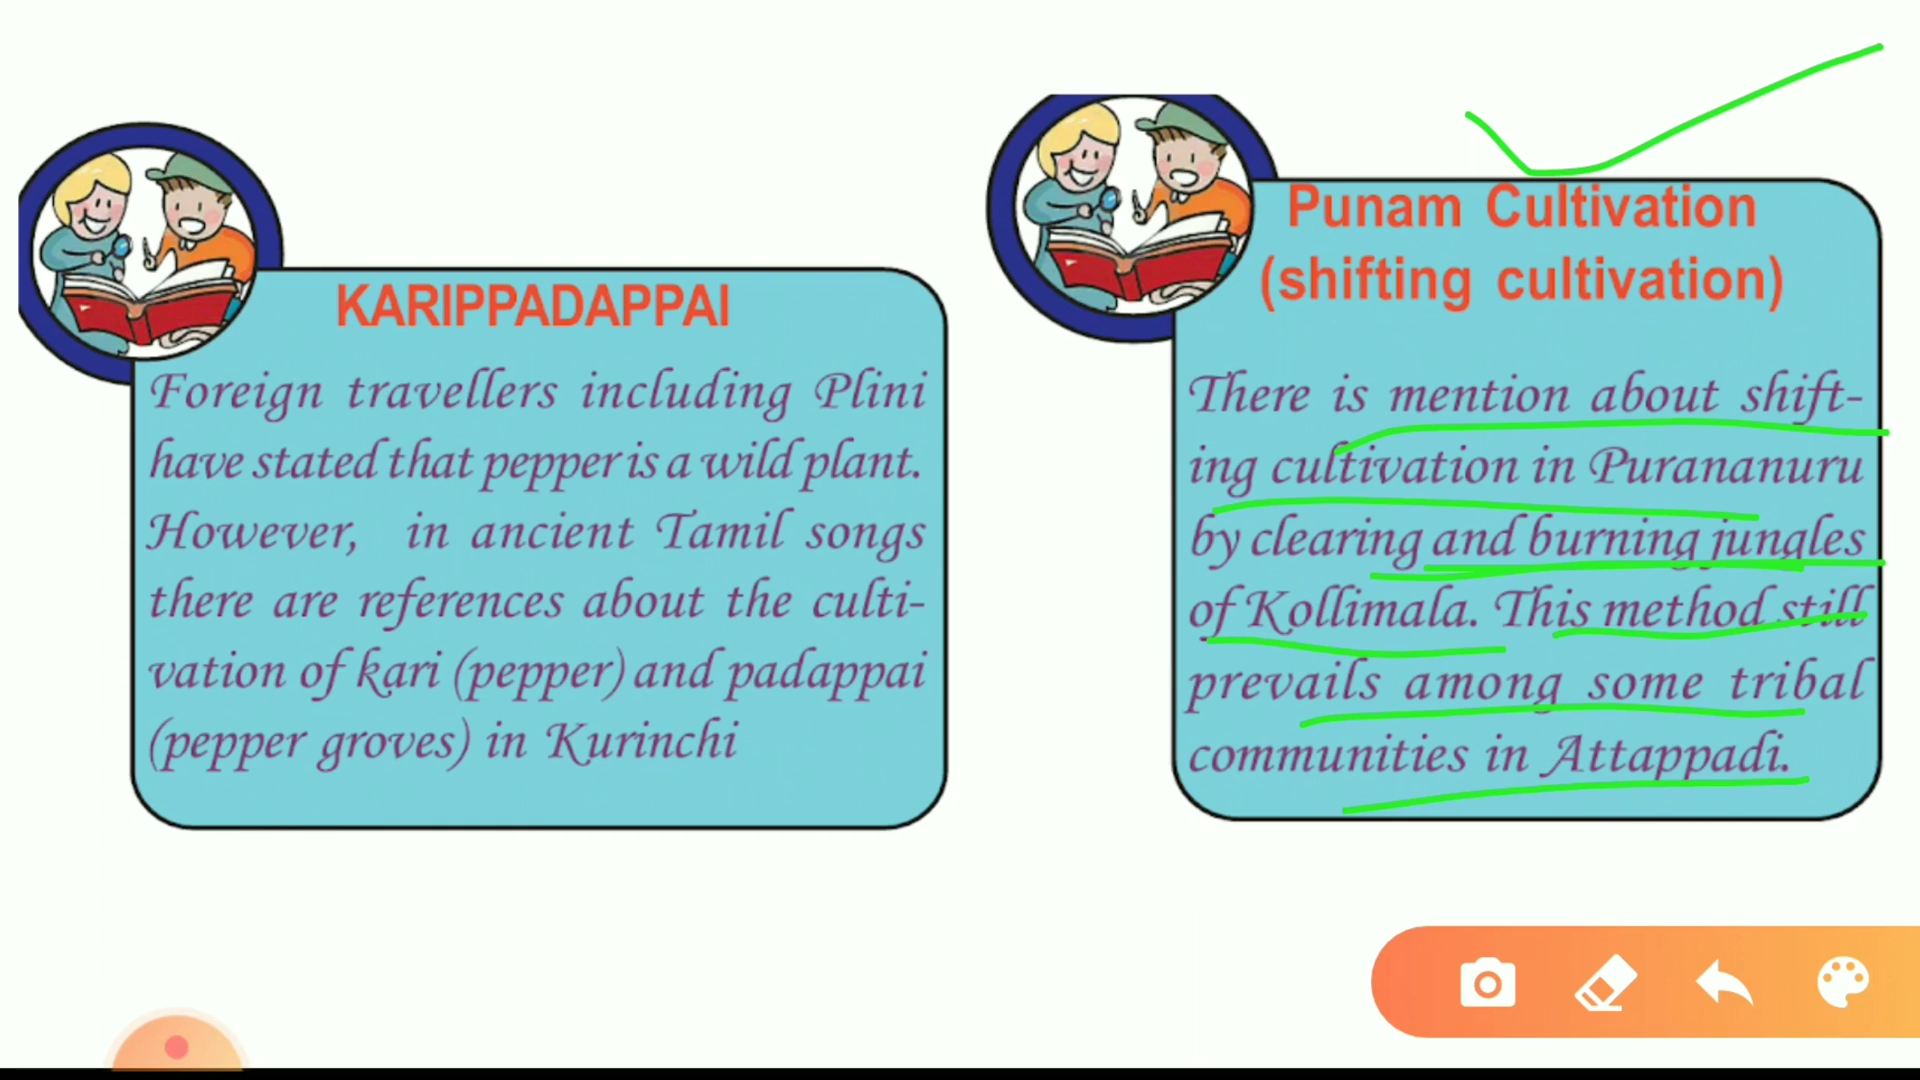 KARIPPADAPPAI
Foreign travellers including Plini
have stated that pepper is a wild plant.
However, in ancient Tamil songs
there are references about the culti-
vation of kari (pepper) and padappai
(pepper groves) in Kurinchi
Punam Cultivation
(shifting cultivation)
There is mention about shift-
ing cultivation in Purananuru
by clearing and burning jungles
of Kollimala. This method still
prevails among some tribal
communities in Attappadi.